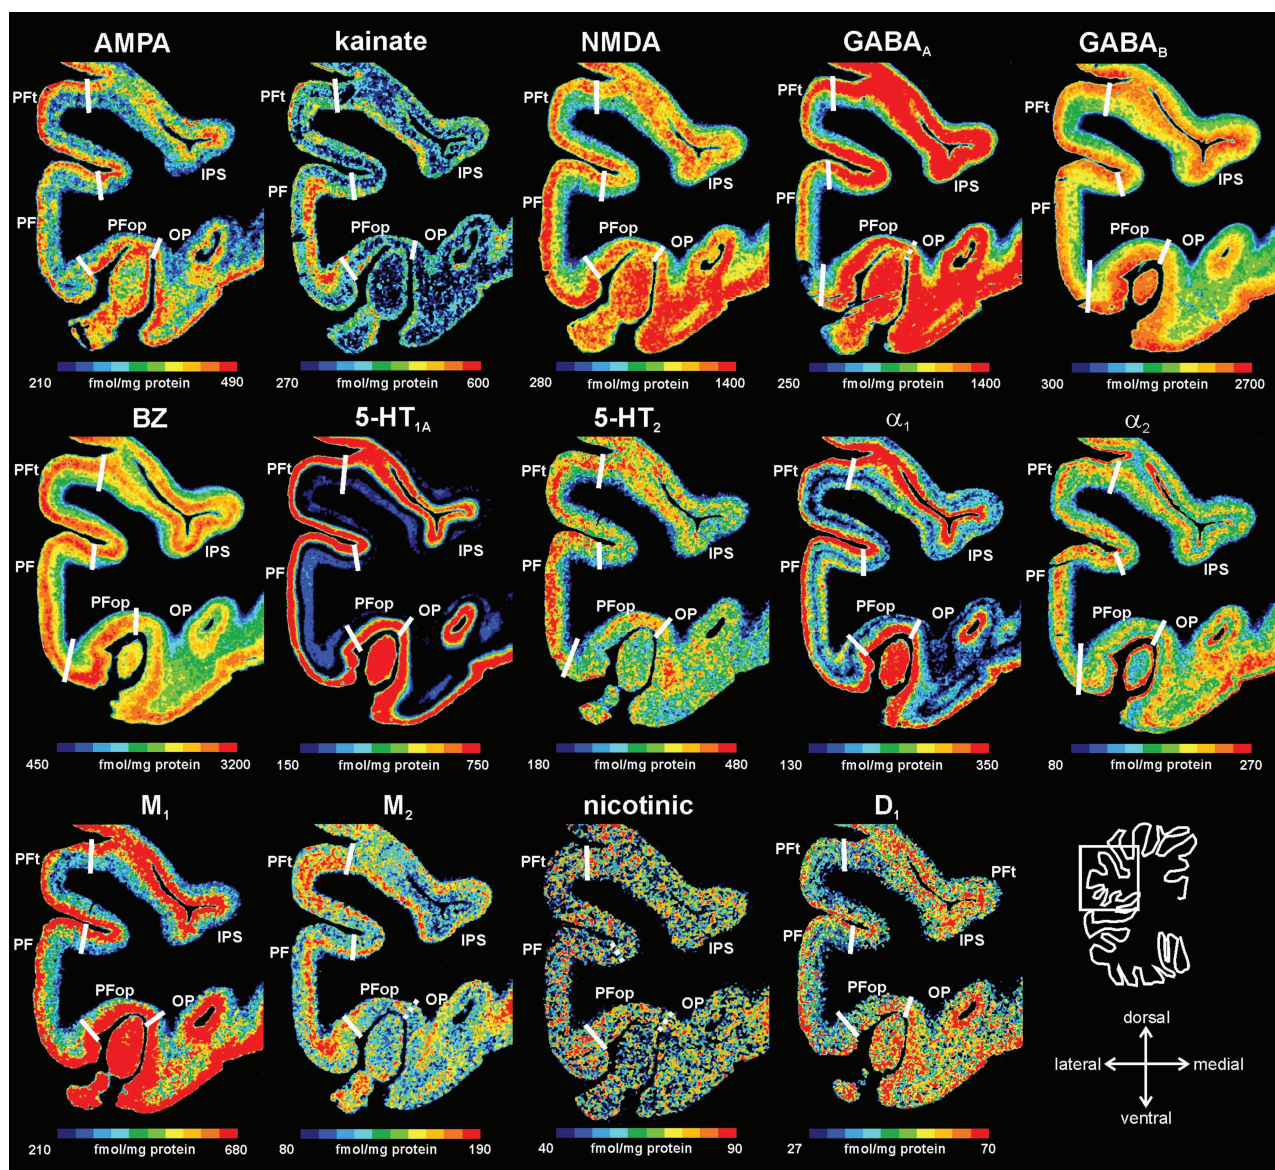 AMPA kainate NMDA GABAA GABAB
PFt PFt PFt PFt PFt
IPS IPS IPS IPS IPS
PF PF PF PF PF
PFop OP PFop OP PFop OP PFop OP PFop OP
210 fmol/mg protein 490 270 fmol/mg protein 600 280 fmol/mg protein 1400 250 fmol/mg protein 1400 300 fmol/mg protein 2700
BZ 5-HT1A 5-HT2 α1 α2
PFt PFt PFt PFt PFt
IPS IPS IPS IPS IPS
PF PF PF PF PF
PFop OP PFop OP PFop OP PFop OP PFop OP
450 fmol/mg protein 3200 150 fmol/mg protein 750 180 fmol/mg protein 480 130 fmol/mg protein 350 80 fmol/mg protein 270
M1 M2 nicotinic D1
PFt PFt PFt PFt PFt
IPS IPS IPS IPS
PF PF PF PF
PFop OP PFop OP PFop OP PFop OP
210 fmol/mg protein 680 80 fmol/mg protein 190 40 fmol/mg protein 90 27 fmol/mg protein 70
dorsal
lateral medial
ventral